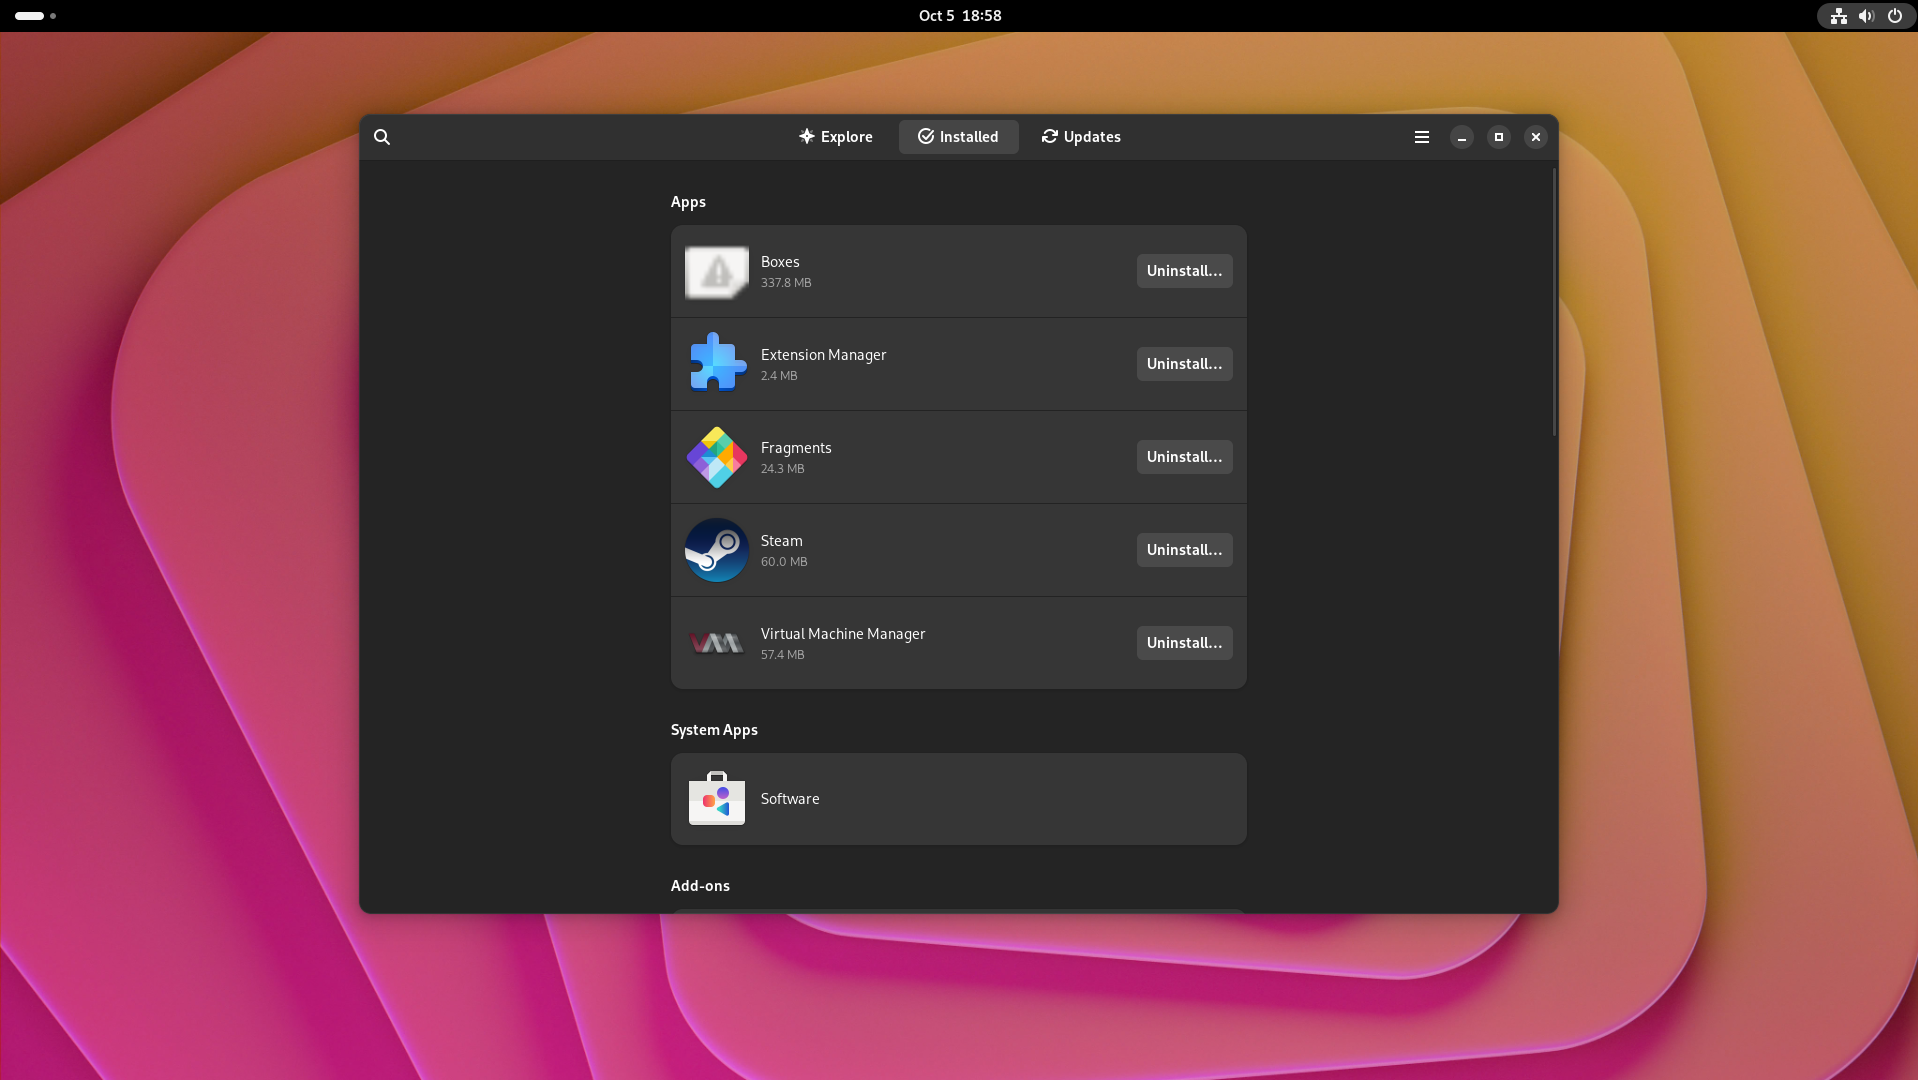 Oct 5 18:58
Explore
Installed
Updates
Apps
Boxes
337.8 MB
Uninstall…
Extension Manager
2.4 MB
Uninstall…
Fragments
24.3 MB
Uninstall…
Steam
60.0 MB
Uninstall…
VMM
Virtual Machine Manager
57.4 MB
Uninstall…
System Apps
Software
Add-ons